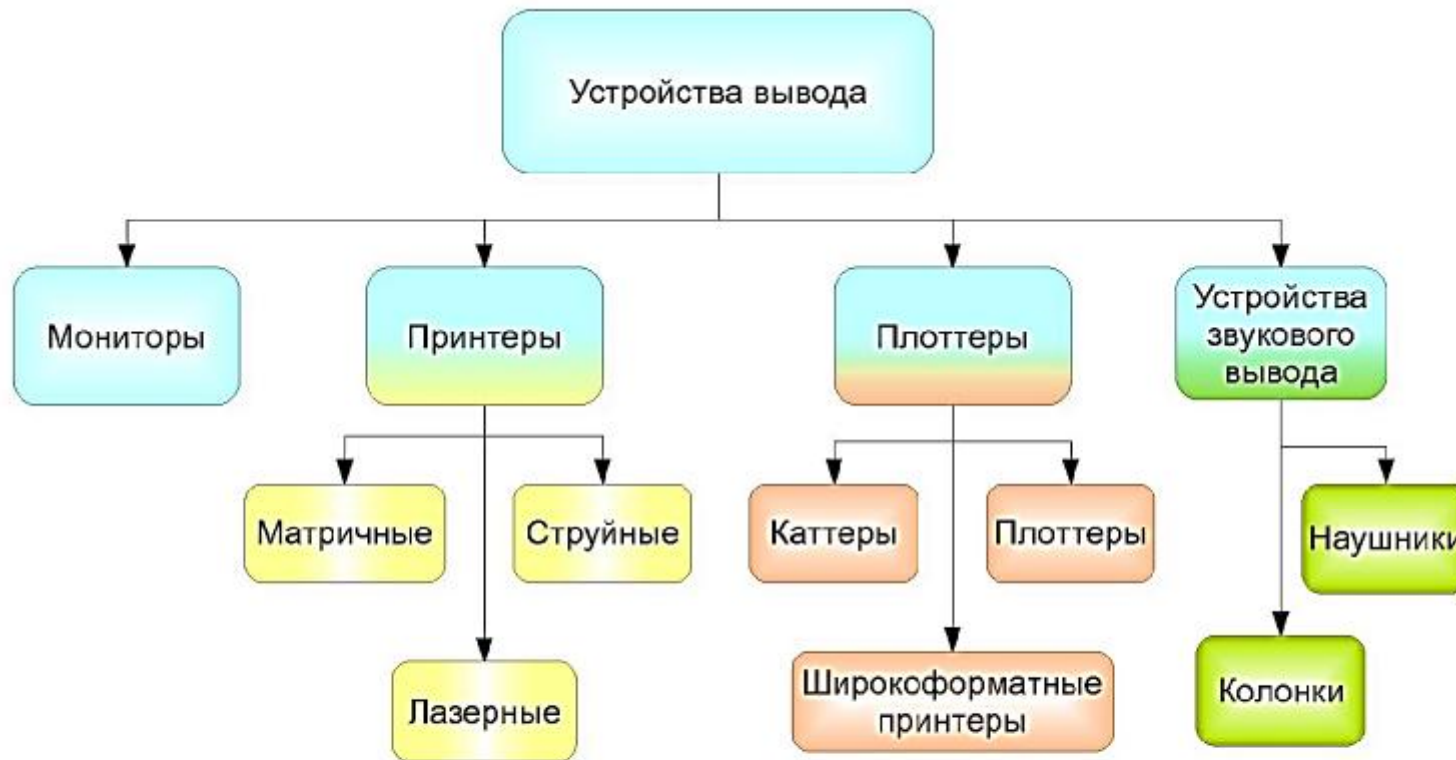 Устройства вывода
Мониторы
Принтеры
Плоттеры
Устройства
звукового
вывода
Матричные
Струйные
Каттеры
Плоттеры
Наушники
Лазерные
Широкоформатные
принтеры
Колонки